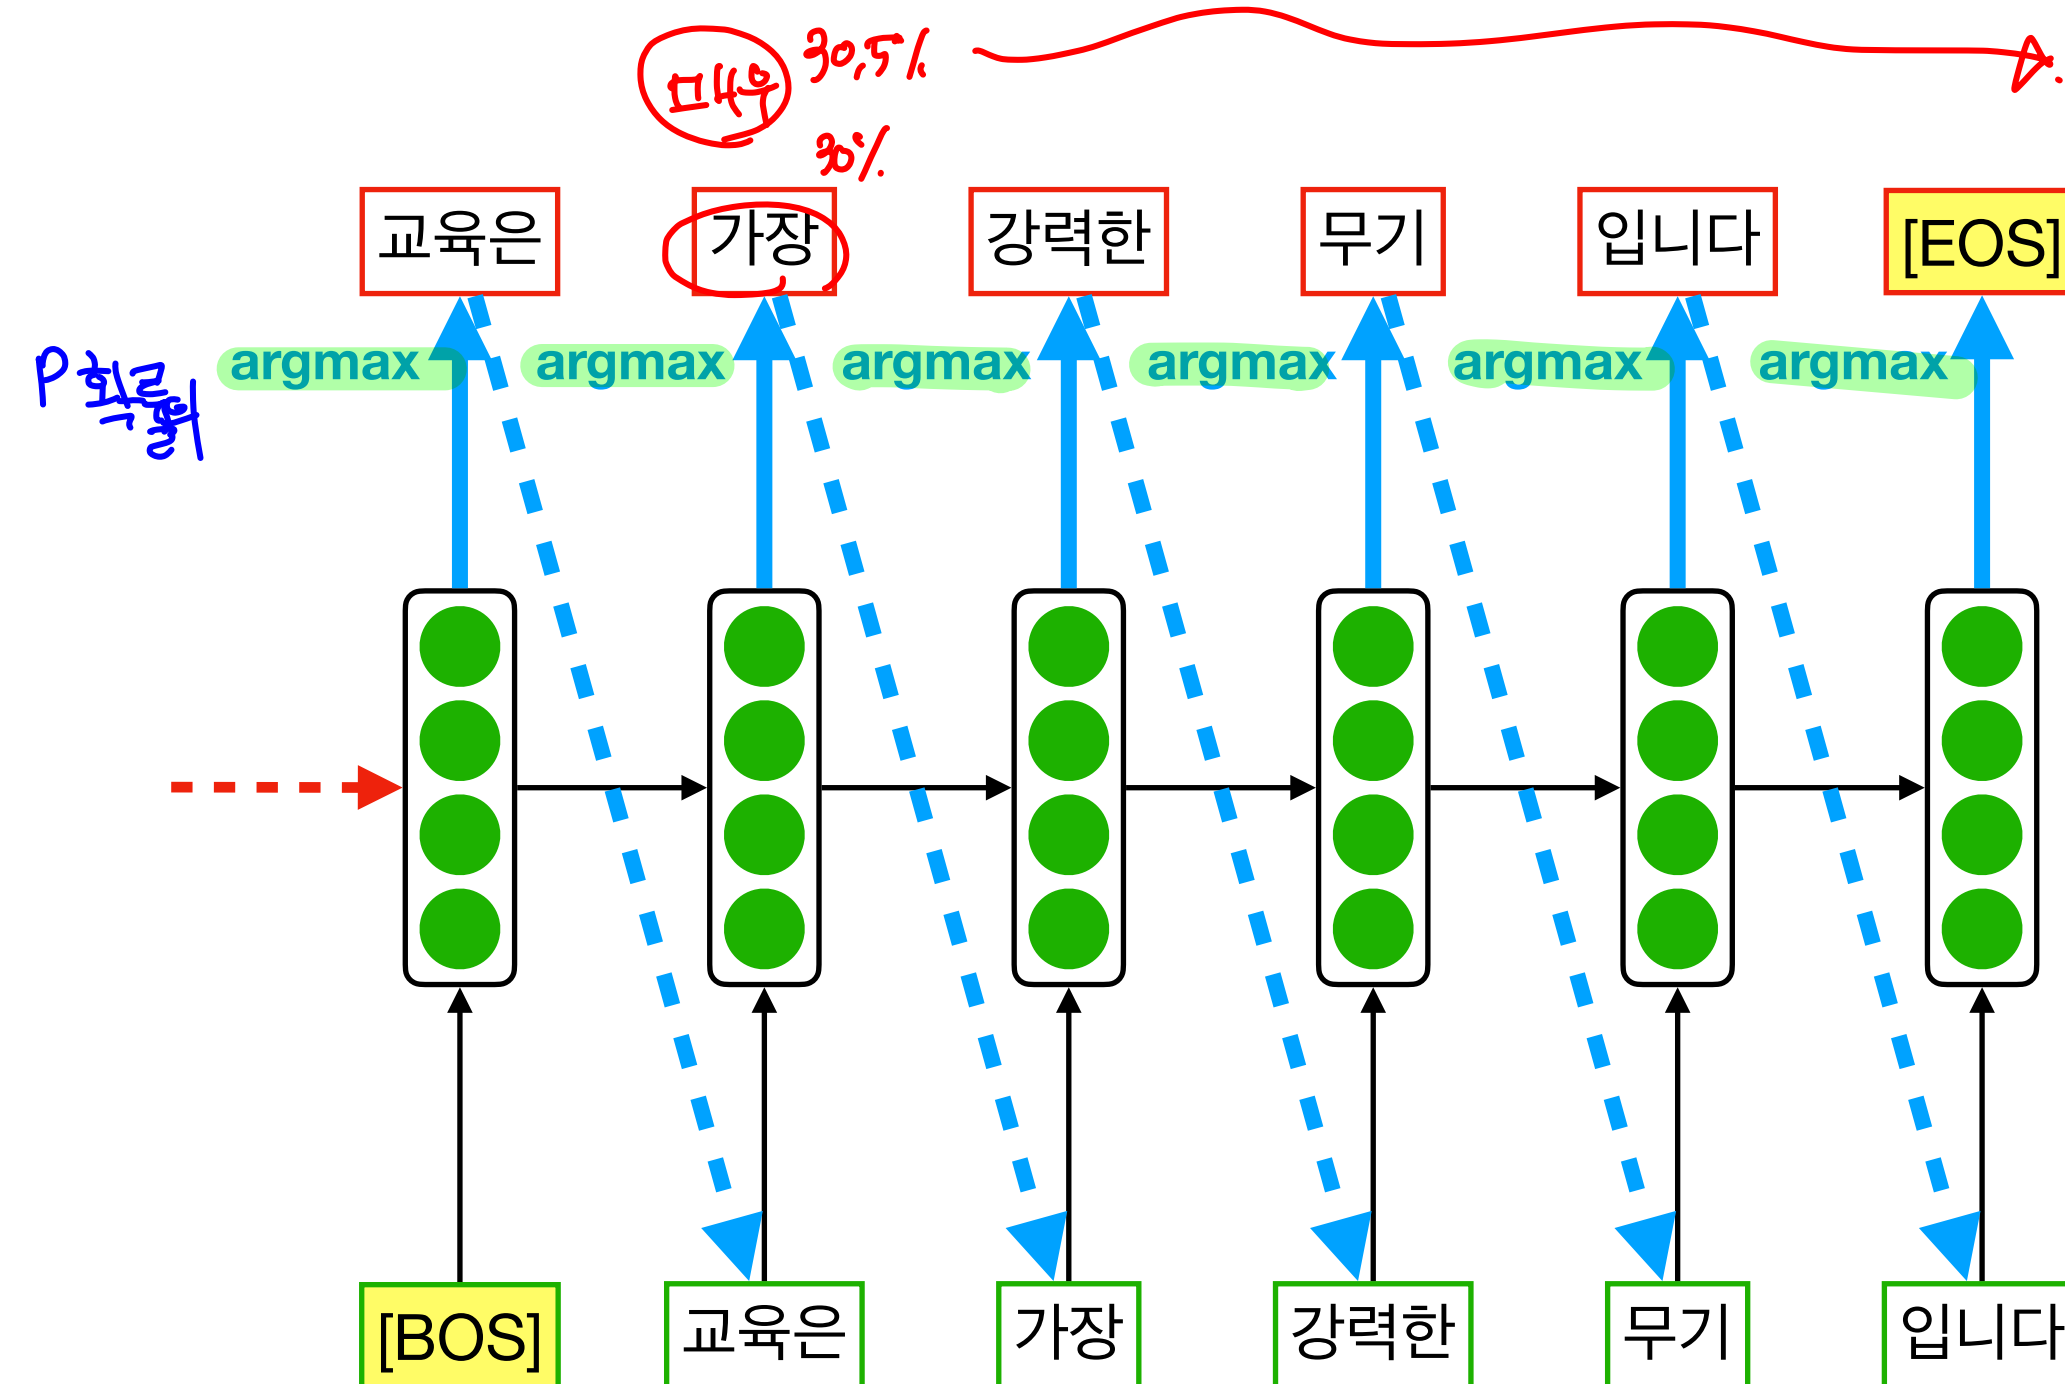 매우 30.5%
30%
교육은 가장 강력한 무기 입니다 [EOS]
argmax argmax argmax argmax argmax argmax
P 확률
[BOS] 교육은 가장 강력한 무기 입니다